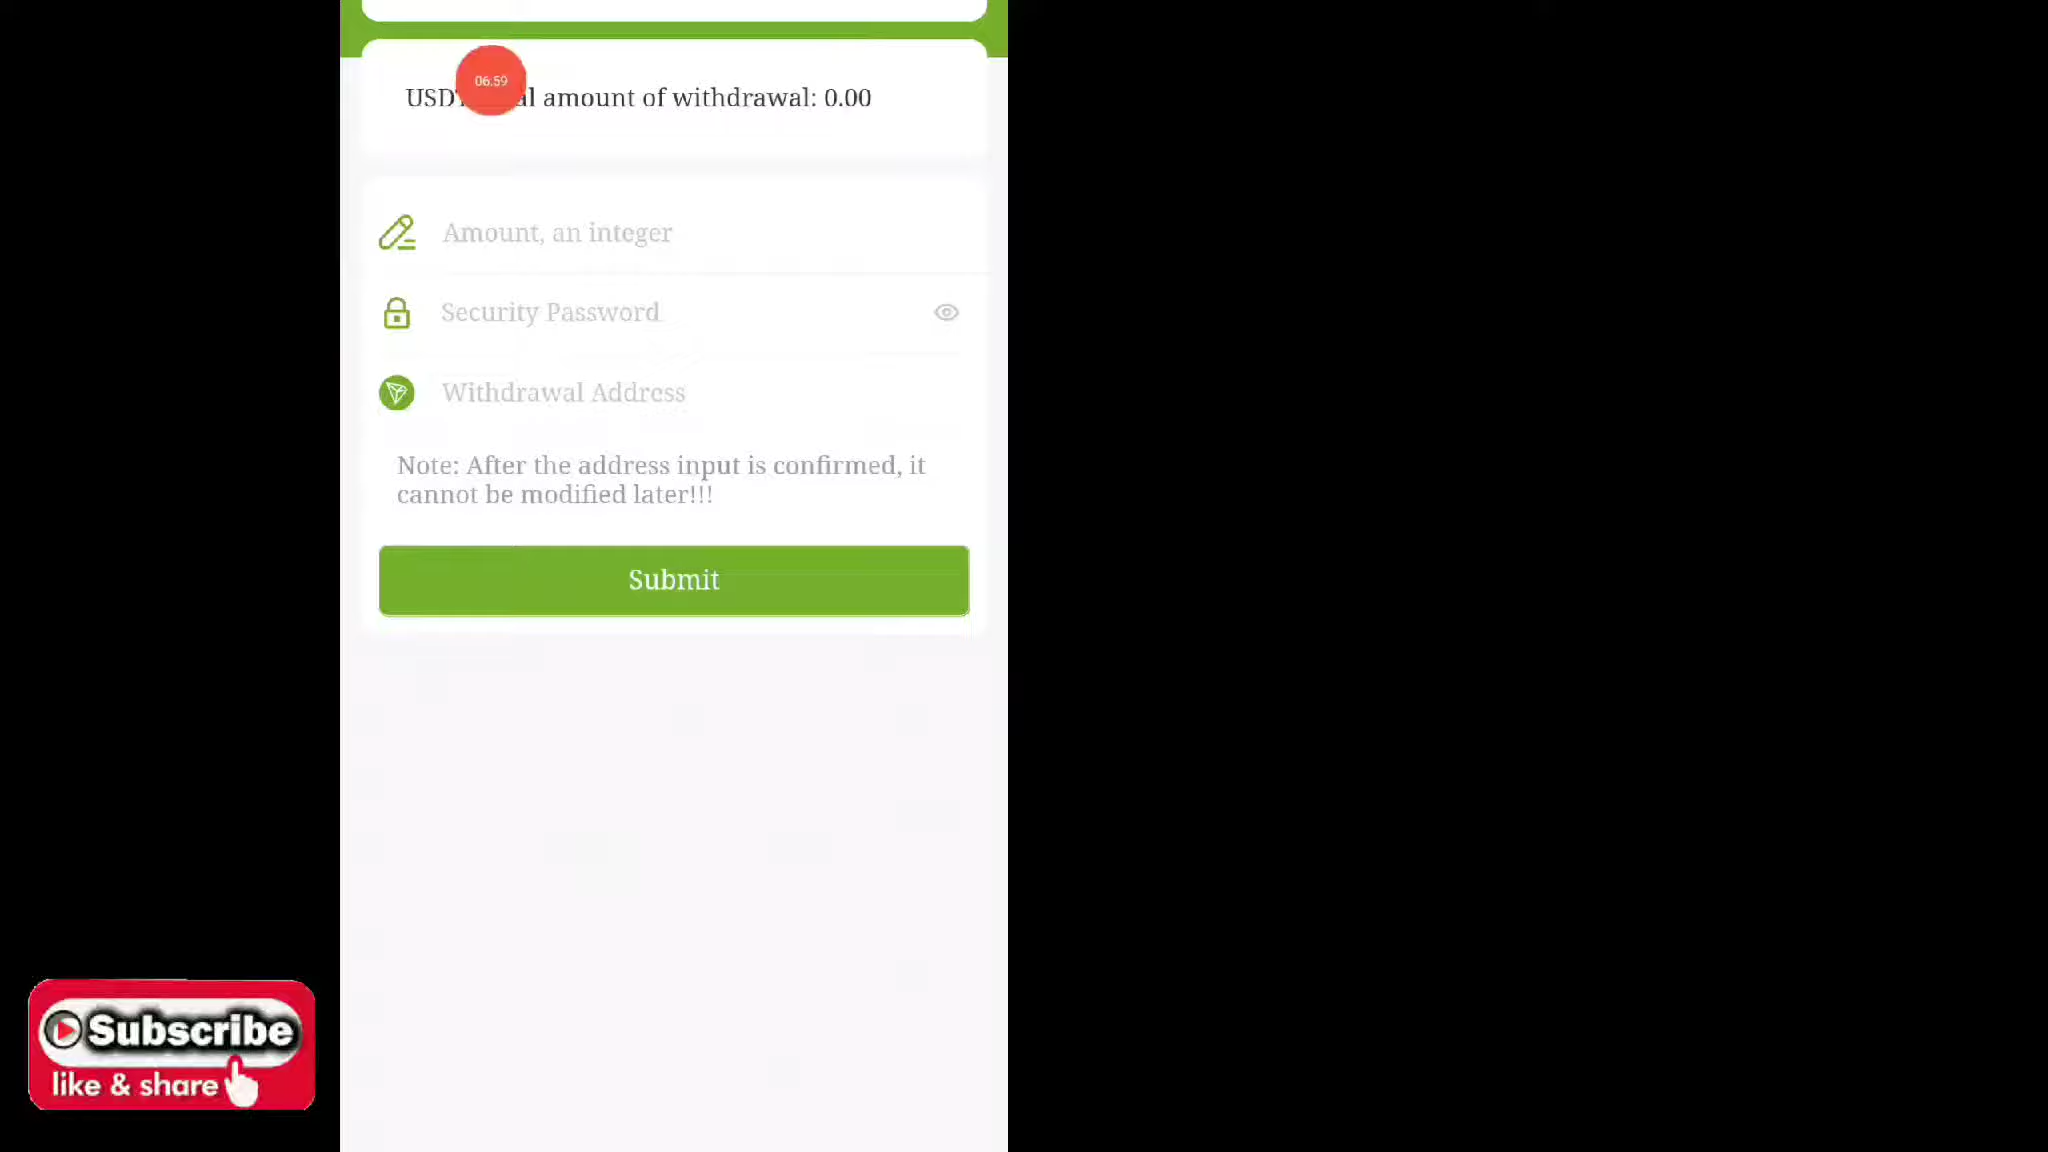 06:59
USDT al amount of withdrawal: 0.00
Amount, an integer
Security Password
Withdrawal Address
Note: After the address input is confirmed, it
cannot be modified later!!!
Submit
Subscribe
like & share